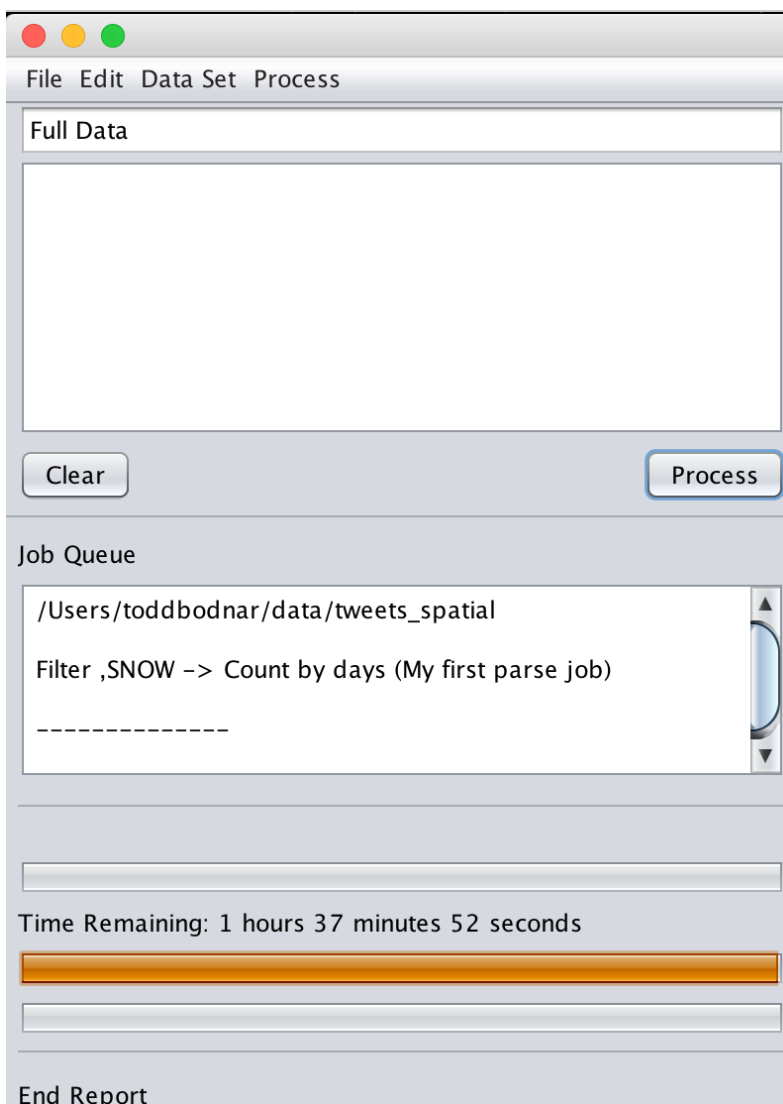 File Edit Data Set Process
Full Data
Clear Process
Job Queue
/Users/toddbodnar/data/tweets_spatial
Filter ,SNOW -> Count by days (My first parse job)
--------------
Time Remaining: 1 hours 37 minutes 52 seconds
End Report